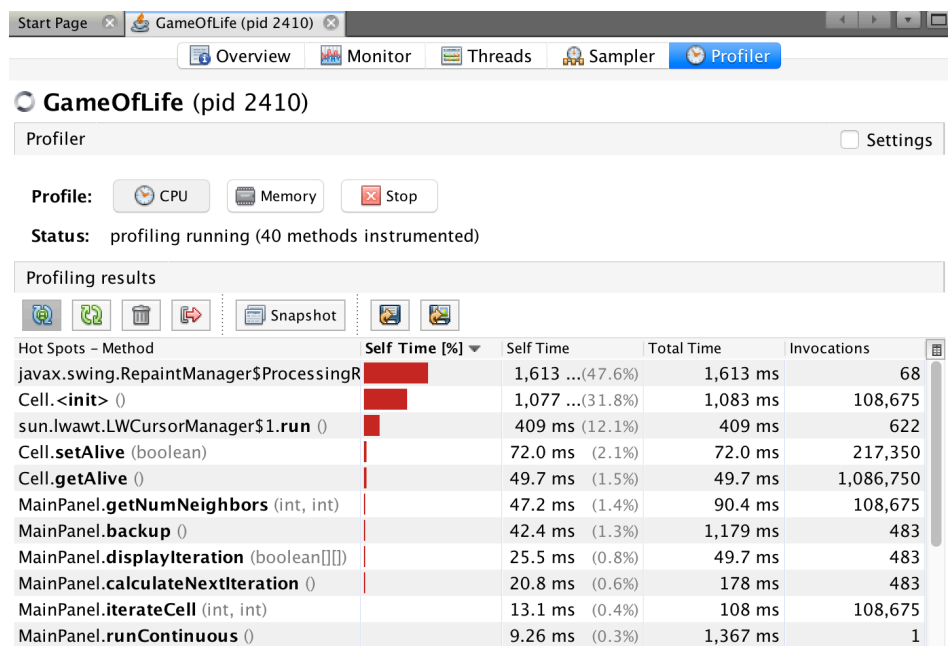 Start Page GameOfLife (pid 2410)
Overview Monitor Threads Sampler Profiler
GameOfLife (pid 2410)
Profiler Settings
Profile: CPU Memory Stop
Status: profiling running (40 methods instrumented)
Profiling results
Snapshot
Hot Spots – Method Self Time [%] Self Time Total Time Invocations
javax.swing.RepaintManager$ProcessingR 1,613 ...(47.6%) 1,613 ms 68
Cell.<init> () 1,077 ...(31.8%) 1,083 ms 108,675
sun.lwawt.LWCursorManager$1.run () 409 ms (12.1%) 409 ms 622
Cell.setAlive (boolean) 72.0 ms (2.1%) 72.0 ms 217,350
Cell.getAlive () 49.7 ms (1.5%) 49.7 ms 1,086,750
MainPanel.getNumNeighbors (int, int) 47.2 ms (1.4%) 90.4 ms 108,675
MainPanel.backup () 42.4 ms (1.3%) 1,179 ms 483
MainPanel.displayIteration (boolean[][]) 25.5 ms (0.8%) 49.7 ms 483
MainPanel.calculateNextIteration () 20.8 ms (0.6%) 178 ms 483
MainPanel.iterateCell (int, int) 13.1 ms (0.4%) 108 ms 108,675
MainPanel.runContinuous () 9.26 ms (0.3%) 1,367 ms 1